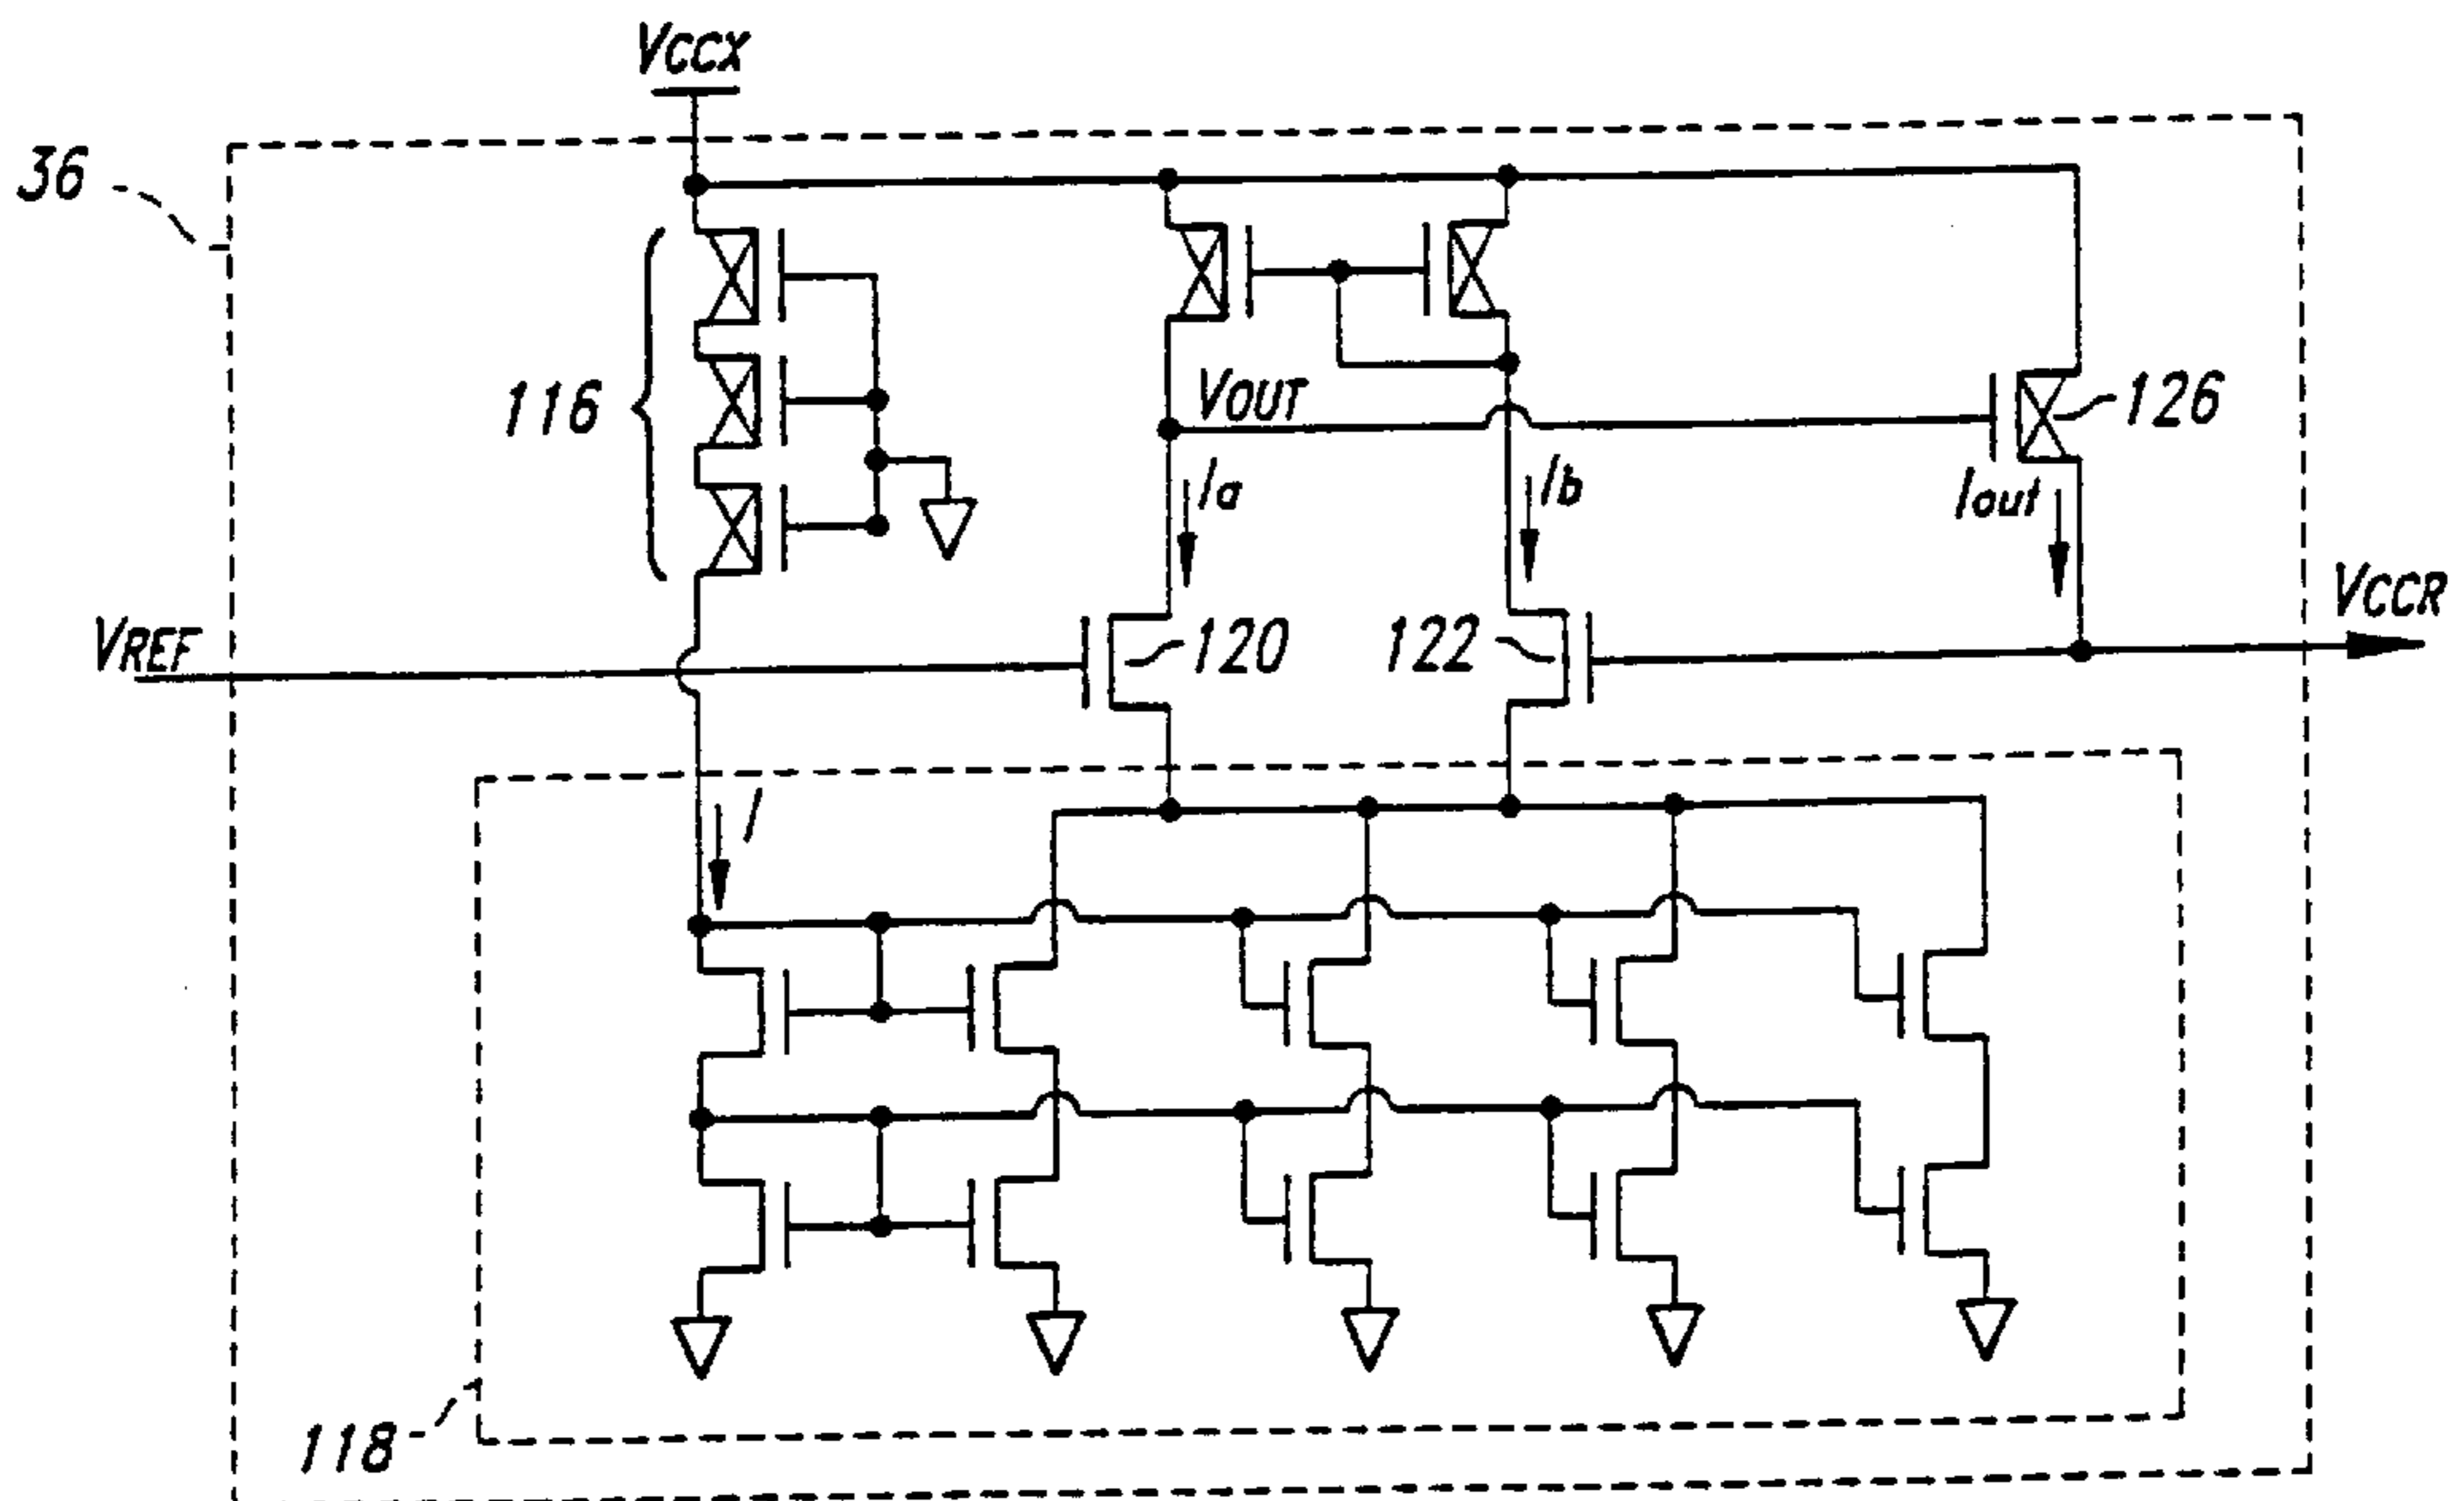 VCCX
36
116
VOUT
126
Ia
Ib
Iout
VREF
120
122
VCCR
I
118